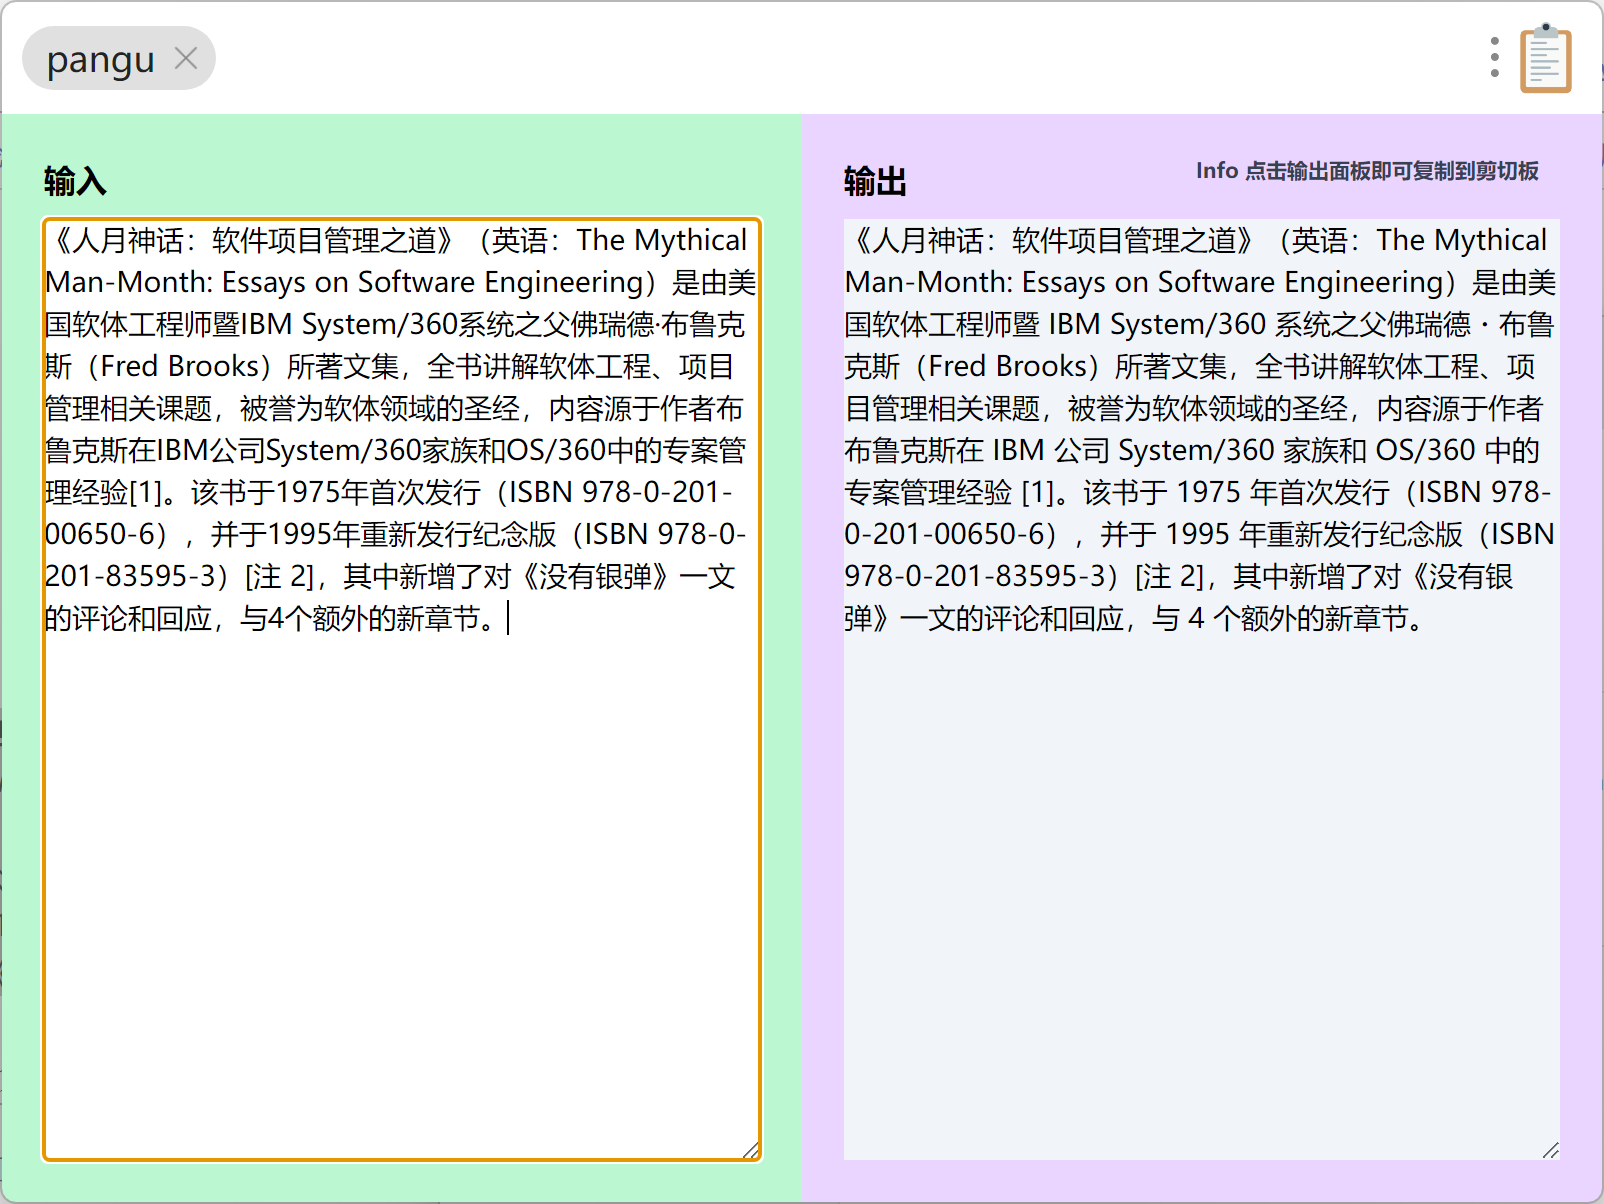 pangu
输入
《人月神话：软件项目管理之道》（英语：The Mythical
Man-Month: Essays on Software Engineering）是由美
国软体工程师暨IBM System/360系统之父佛瑞德·布鲁克
斯（Fred Brooks）所著文集，全书讲解软体工程、项目
管理相关课题，被誉为软体领域的圣经，内容源于作者布
鲁克斯在IBM公司System/360家族和OS/360中的专案管
理经验[1]。该书于1975年首次发行（ISBN 978-0-201-
00650-6），并于1995年重新发行纪念版（ISBN 978-0-
201-83595-3）[注 2]，其中新增了对《没有银弹》一文
的评论和回应，与4个额外的新章节。
输出
Info 点击输出面板即可复制到剪切板
《人月神话：软件项目管理之道》（英语：The Mythical
Man-Month: Essays on Software Engineering）是由美
国软体工程师暨 IBM System/360 系统之父佛瑞德・布鲁
克斯（Fred Brooks）所著文集，全书讲解软体工程、项
目管理相关课题，被誉为软体领域的圣经，内容源于作者
布鲁克斯在 IBM 公司 System/360 家族和 OS/360 中的
专案管理经验 [1]。该书于 1975 年首次发行（ISBN 978-
0-201-00650-6），并于 1995 年重新发行纪念版（ISBN
978-0-201-83595-3）[注 2]，其中新增了对《没有银
弹》一文的评论和回应，与 4 个额外的新章节。